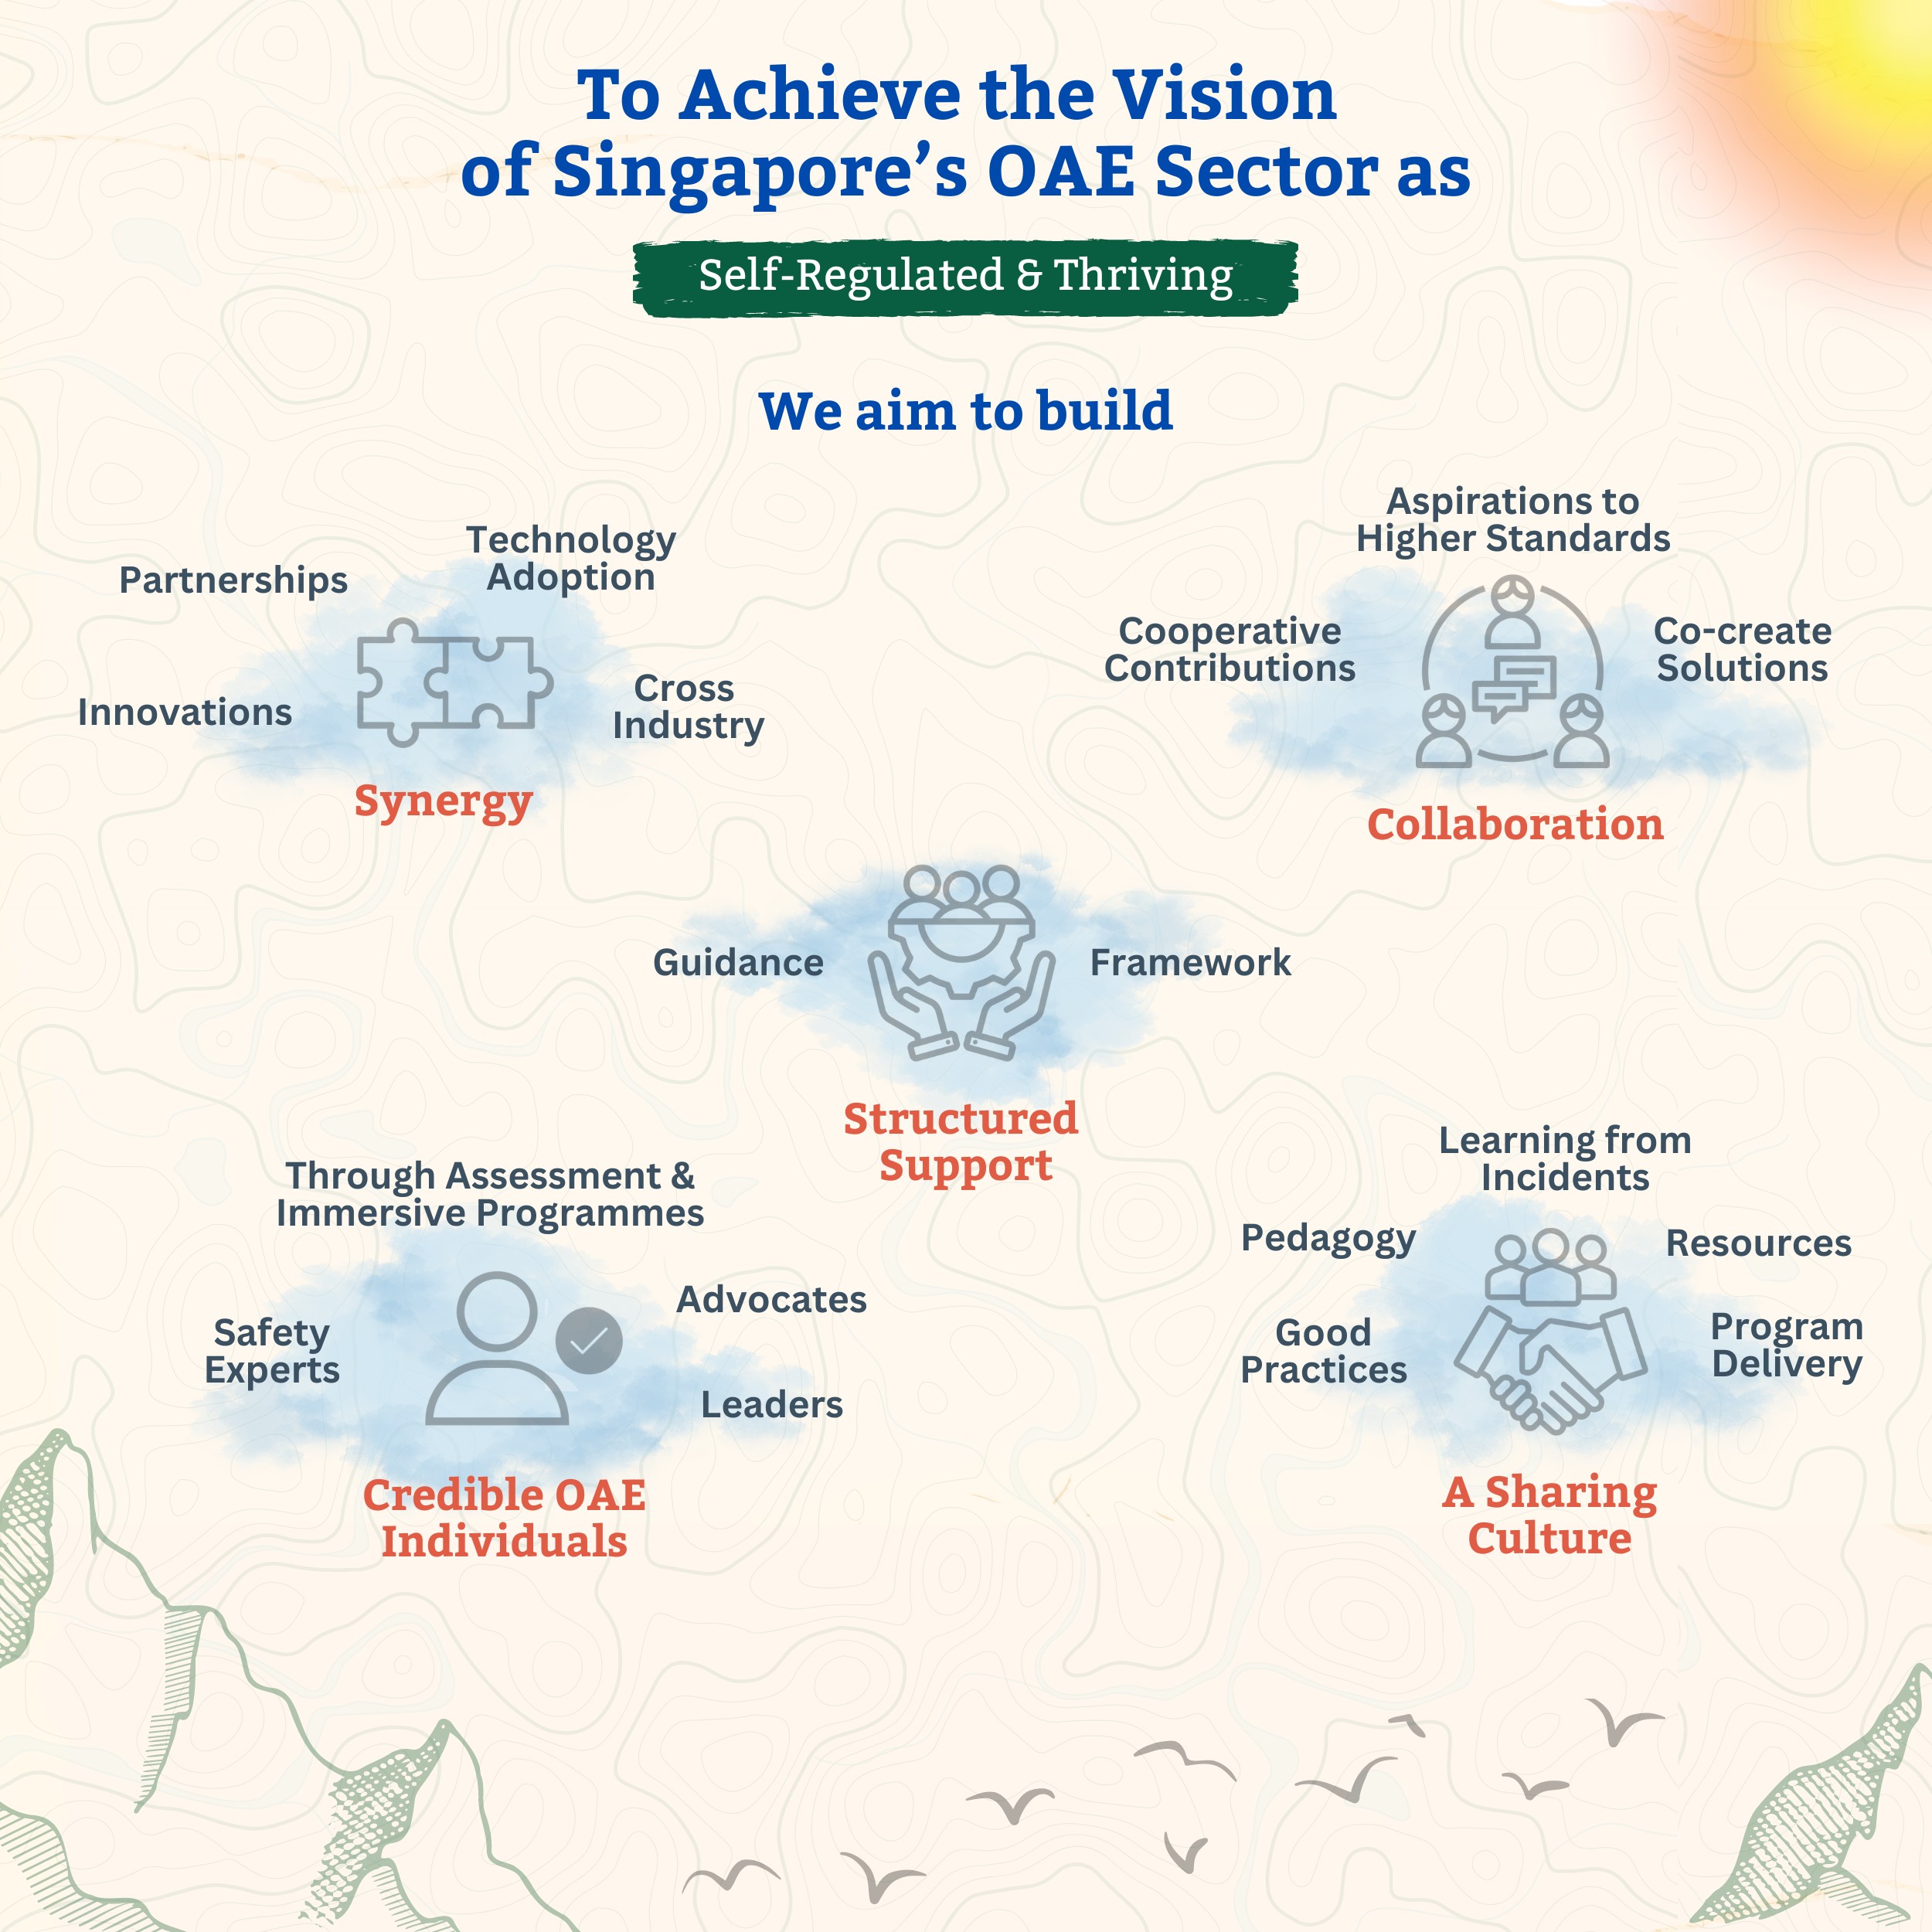 To Achieve the Vision
of Singapore’s OAE Sector as
Self-Regulated & Thriving
We aim to build
Partnerships
Technology
Adoption
Innovations
Cross
Industry
Synergy
Aspirations to
Higher Standards
Cooperative
Contributions
Co-create
Solutions
Collaboration
Guidance
Framework
Structured
Support
Through Assessment &
Immersive Programmes
Safety
Experts
Advocates
Leaders
Credible OAE
Individuals
Learning from
Incidents
Pedagogy
Resources
Good
Practices
Program
Delivery
A Sharing
Culture